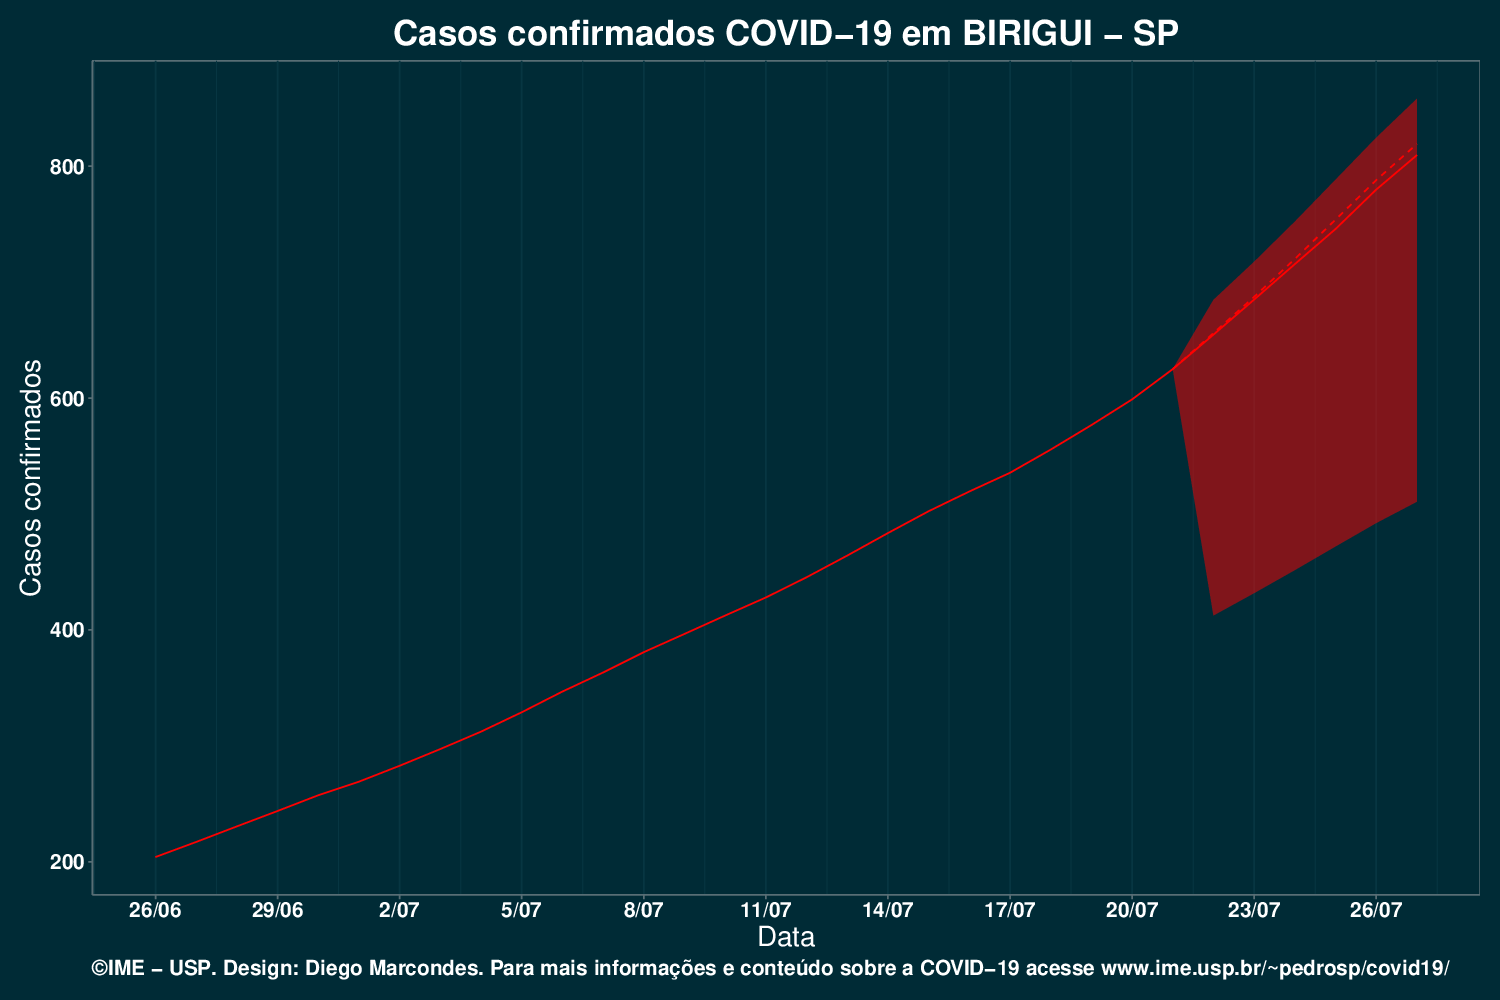 Casos confirmados COVID−19 em BIRIGUI − SP
Casos confirmados
800
600
400
200
26/06 29/06 2/07 5/07 8/07 11/07 14/07 17/07 20/07 23/07 26/07
Data
©IME − USP. Design: Diego Marcondes. Para mais informações e conteúdo sobre a COVID−19 acesse www.ime.usp.br/~pedrosp/covid19/